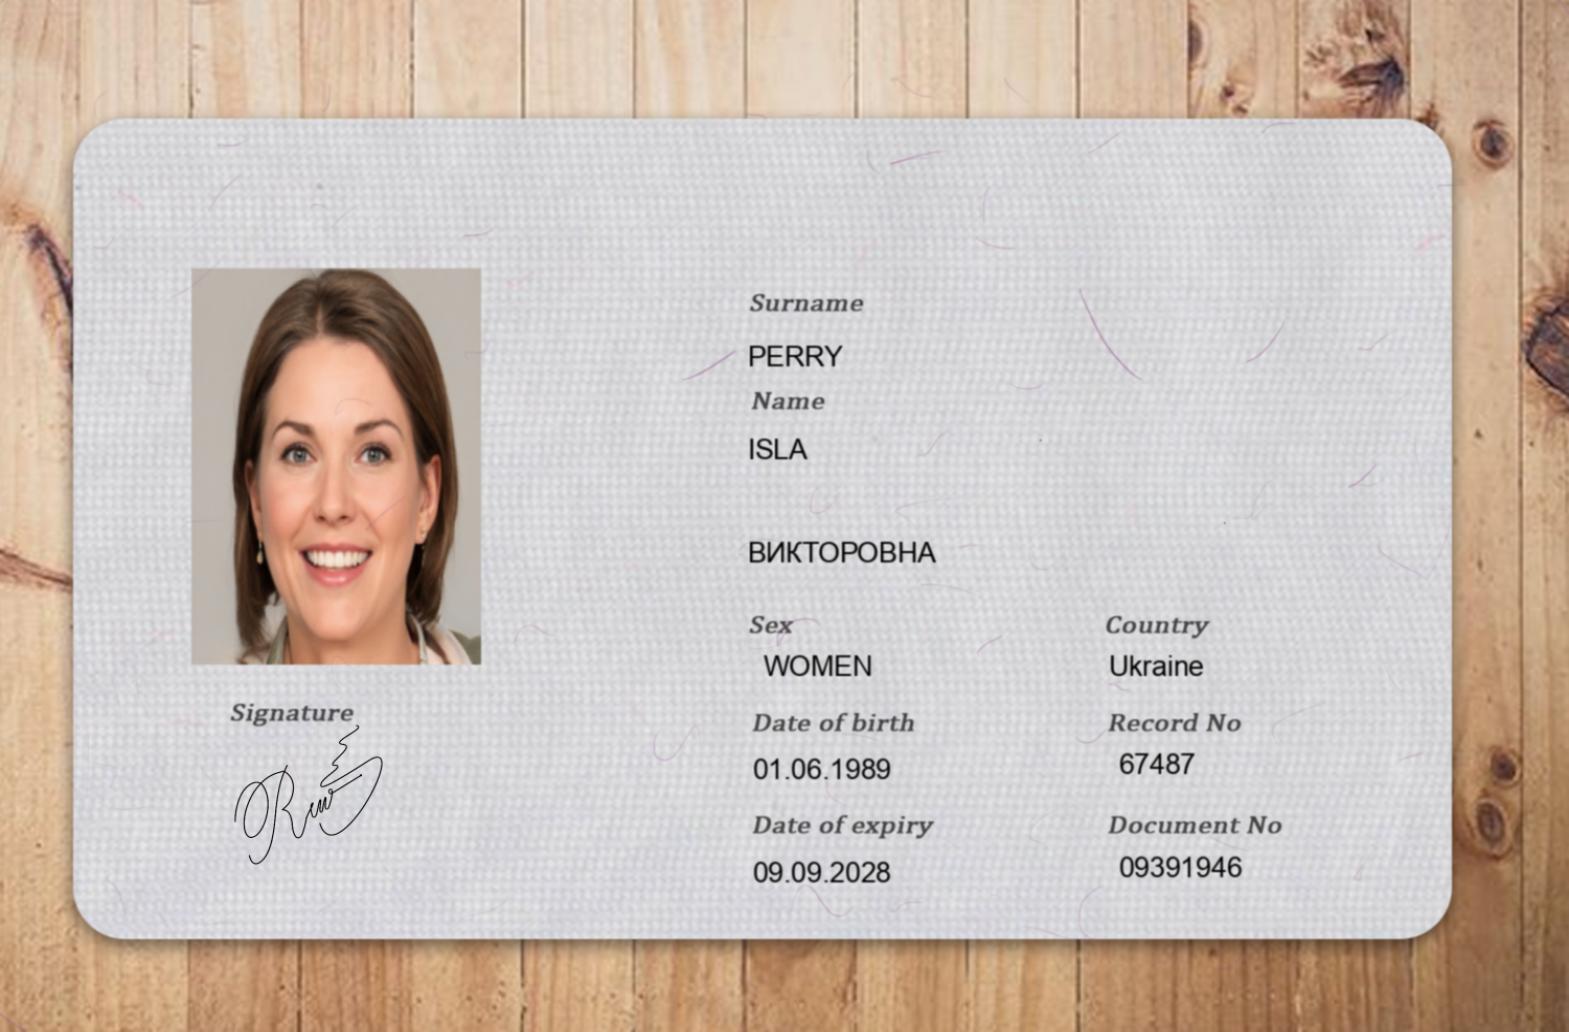 Surname
PERRY
Name
ISLA
ВИКТОРОВНА
Sex
Country
WOMEN
Ukraine
Date of birth
Record No
01.06.1989
67487
Date of expiry
Document No
09.09.2028
09391946
Signature